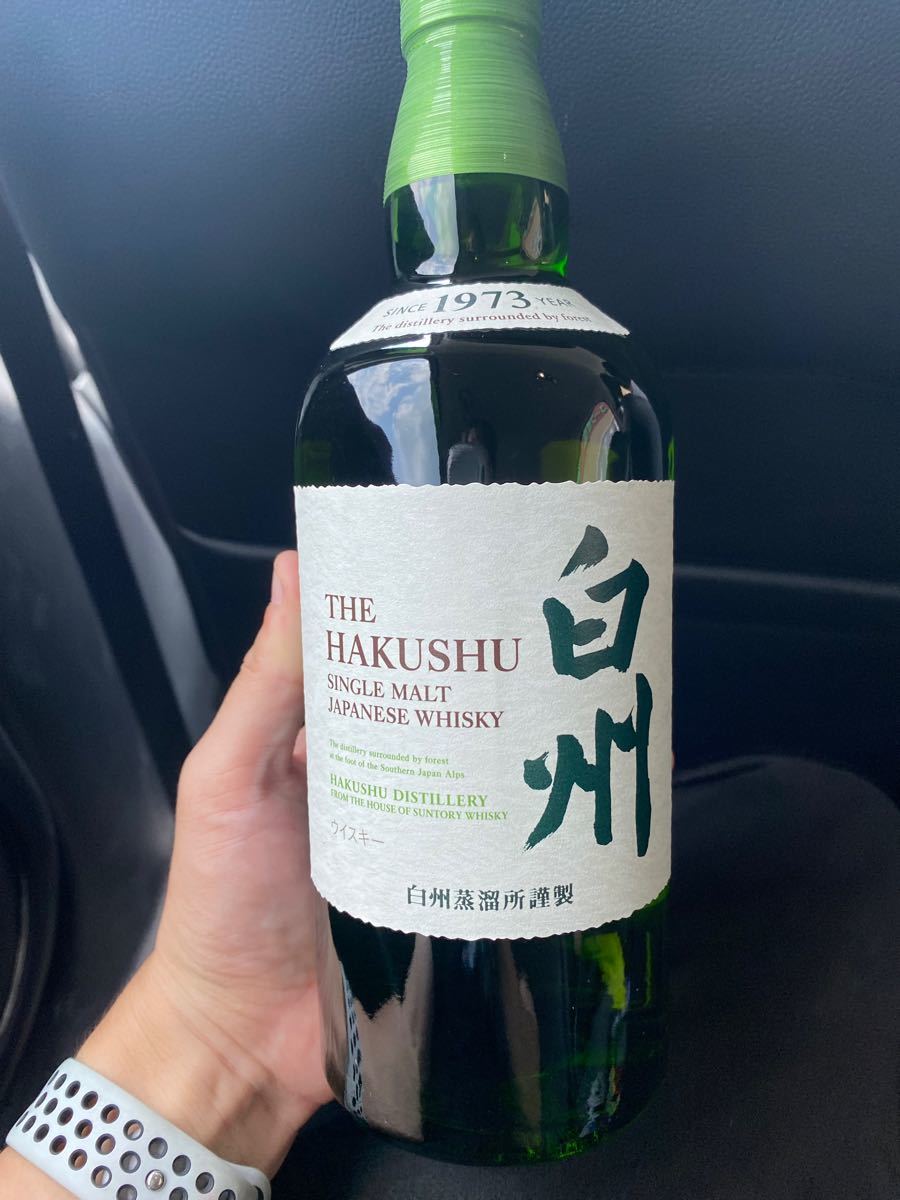 SINCE 1973 YEAR
The distillery surrounded by forest
THE
HAKUSHU
SINGLE MALT
JAPANESE WHISKY
The distillery surrounded by forest
at the foot of the Southern Japan Alps
HAKUSHU DISTILLERY
FROM THE HOUSE OF SUNTORY WHISKY
ウイスキー
白州
白州蒸溜所謹製